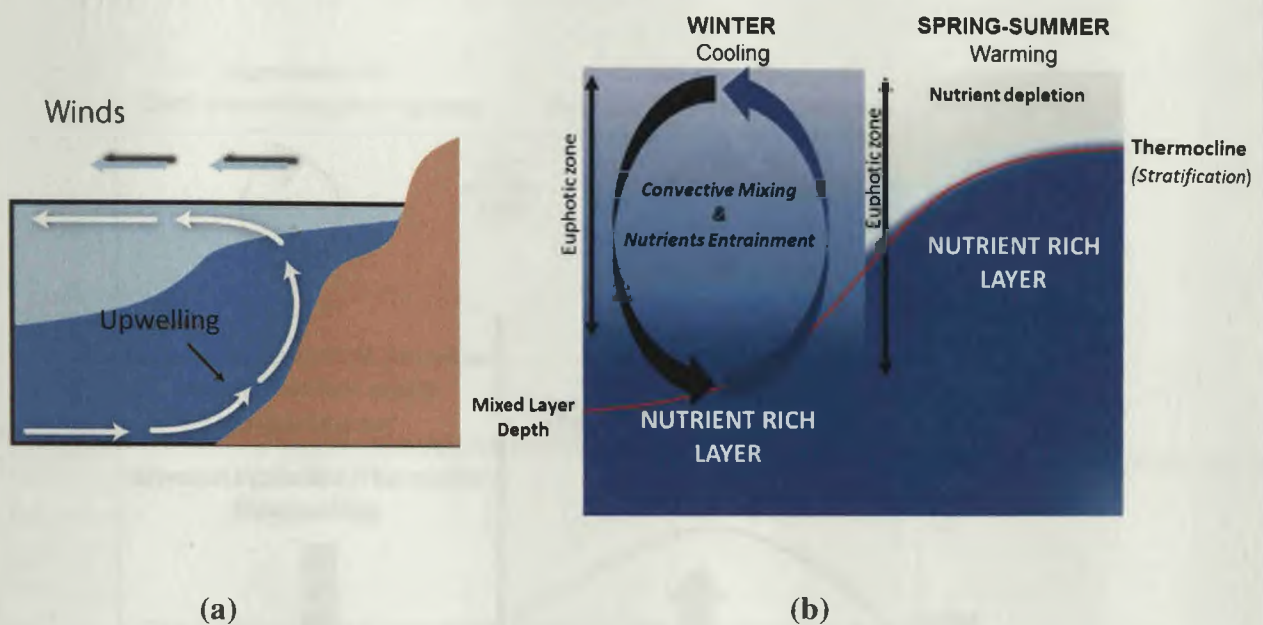 Winds
Upwelling
(a)
WINTER
Cooling
SPRING-SUMMER
Warming
Nutrient depletion
Euphotic zone
Convective Mixing
&
Nutrients Entrainment
Euphotic zone
Thermocline
(Stratification)
NUTRIENT RICH
LAYER
Mixed Layer
Depth
NUTRIENT RICH
LAYER
(b)